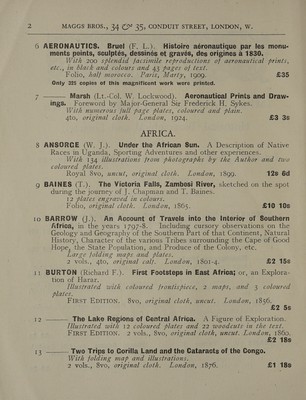 2 MAGGS BROS., 34 & 35, CONDUIT STREET, LONDON, W.
6 AERONAUTICS. Bruel (F. L.). Histoire aéronautique par les monu-
ments peints, sculptés, dessinés et gravés, des origines à 1830.
With 200 splendid facsimile reproductions of aeronautical prints,
etc., in black and colours and 43 pages of text.
Folio, half morocco. Paris, Marty, 1909. £35
Only 325 copies of this magnificent work were printed.
7 ——— Marsh (Lt.-Col. W. Lockwood). Aeronautical Prints and Draw-
ings. Foreword by Major-General Sir Frederick H. Sykes.
With numerous full page plates, coloured and plain.
4to, original cloth. London, 1924. £3 3s
AFRICA.
8 ANSORGE (W. J.). Under the African Sun. A Description of Native
Races in Uganda, Sporting Adventures and other experiences.
With 134 illustrations from photographs by the Author and two
coloured plates.
Royal 8vo, uncut, original cloth. London, 1899. 12s 6d
9 BAINES (T.). The Victoria Falls, Zambesi River, sketched on the spot
during the journey of J. Chapman and T. Baines.
12 plates engraved in colours.
Folio, original cloth. London, 1865. £10 10s
10 BARROW (J.). An Account of Travels into the Interior of Southern
Africa, in the years 1797-8. Including cursory observations on the
Geology and Geography of the Southern Part of that Continent, Natural
History, Character of the various Tribes surrounding the Cape of Good
Hope, the State Population, and Produce of the Colony, etc.
Large folding maps and plates.
2 vols., 4to, original calf. London, 1801-4. £2 15s
11 BURTON (Richard F.). First Footsteps in East Africa; or, an Explora-
tion of Harar.
Illustrated with coloured frontispiece, 2 maps, and 3 coloured
plates.
FIRST EDITION. 8vo, original cloth, uncut. London, 1856.
£2 5s
12 ——— The Lake Regions of Central Africa. A Figure of Exploration.
Illustrated with 12 coloured plates and 22 woodcuts in the text.
FIRST EDITION. 2 vols., 8vo, original cloth, uncut. London, 1860.
£2 18s
13 ——— Two Trips to Gorilla Land and the Cataracts of the Congo.
With folding map and illustrations.
2 vols., 8vo, original cloth. London, 1876. £1 18s